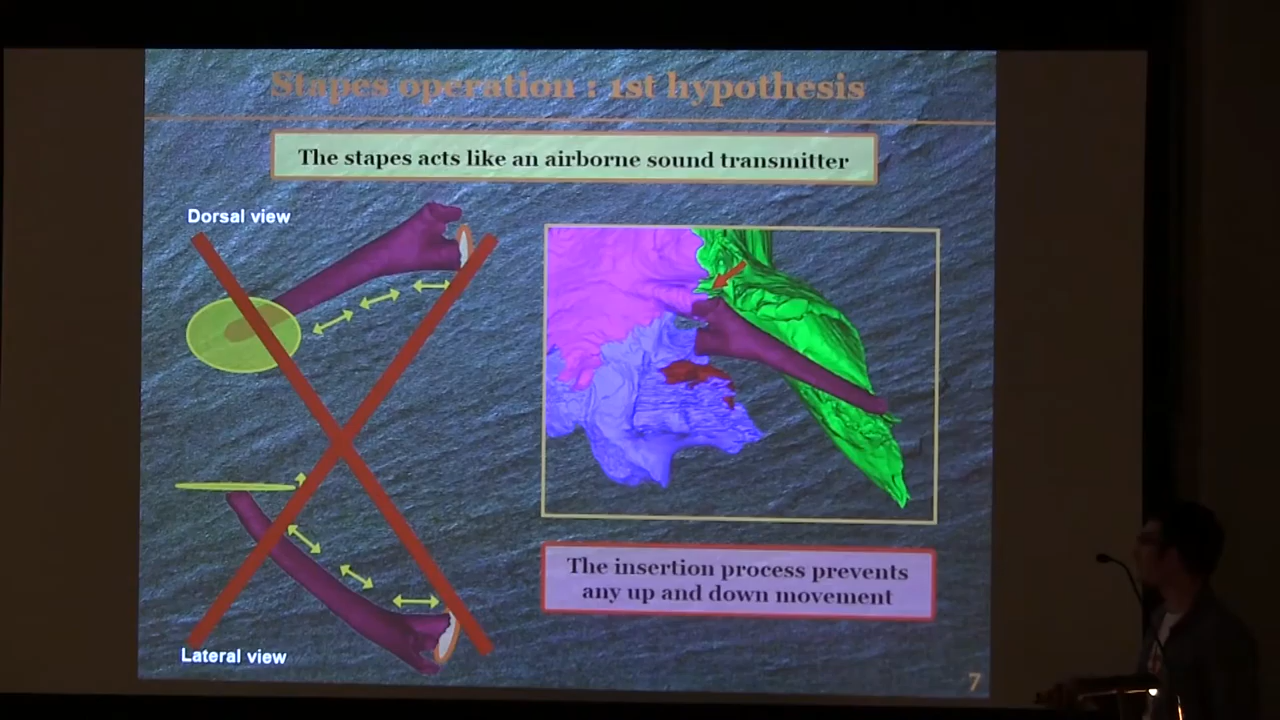 Stapes operation : 1st hypothesis
The stapes acts like an airborne sound transmitter
Dorsal view
The insertion process prevents
any up and down movement
Lateral view
7